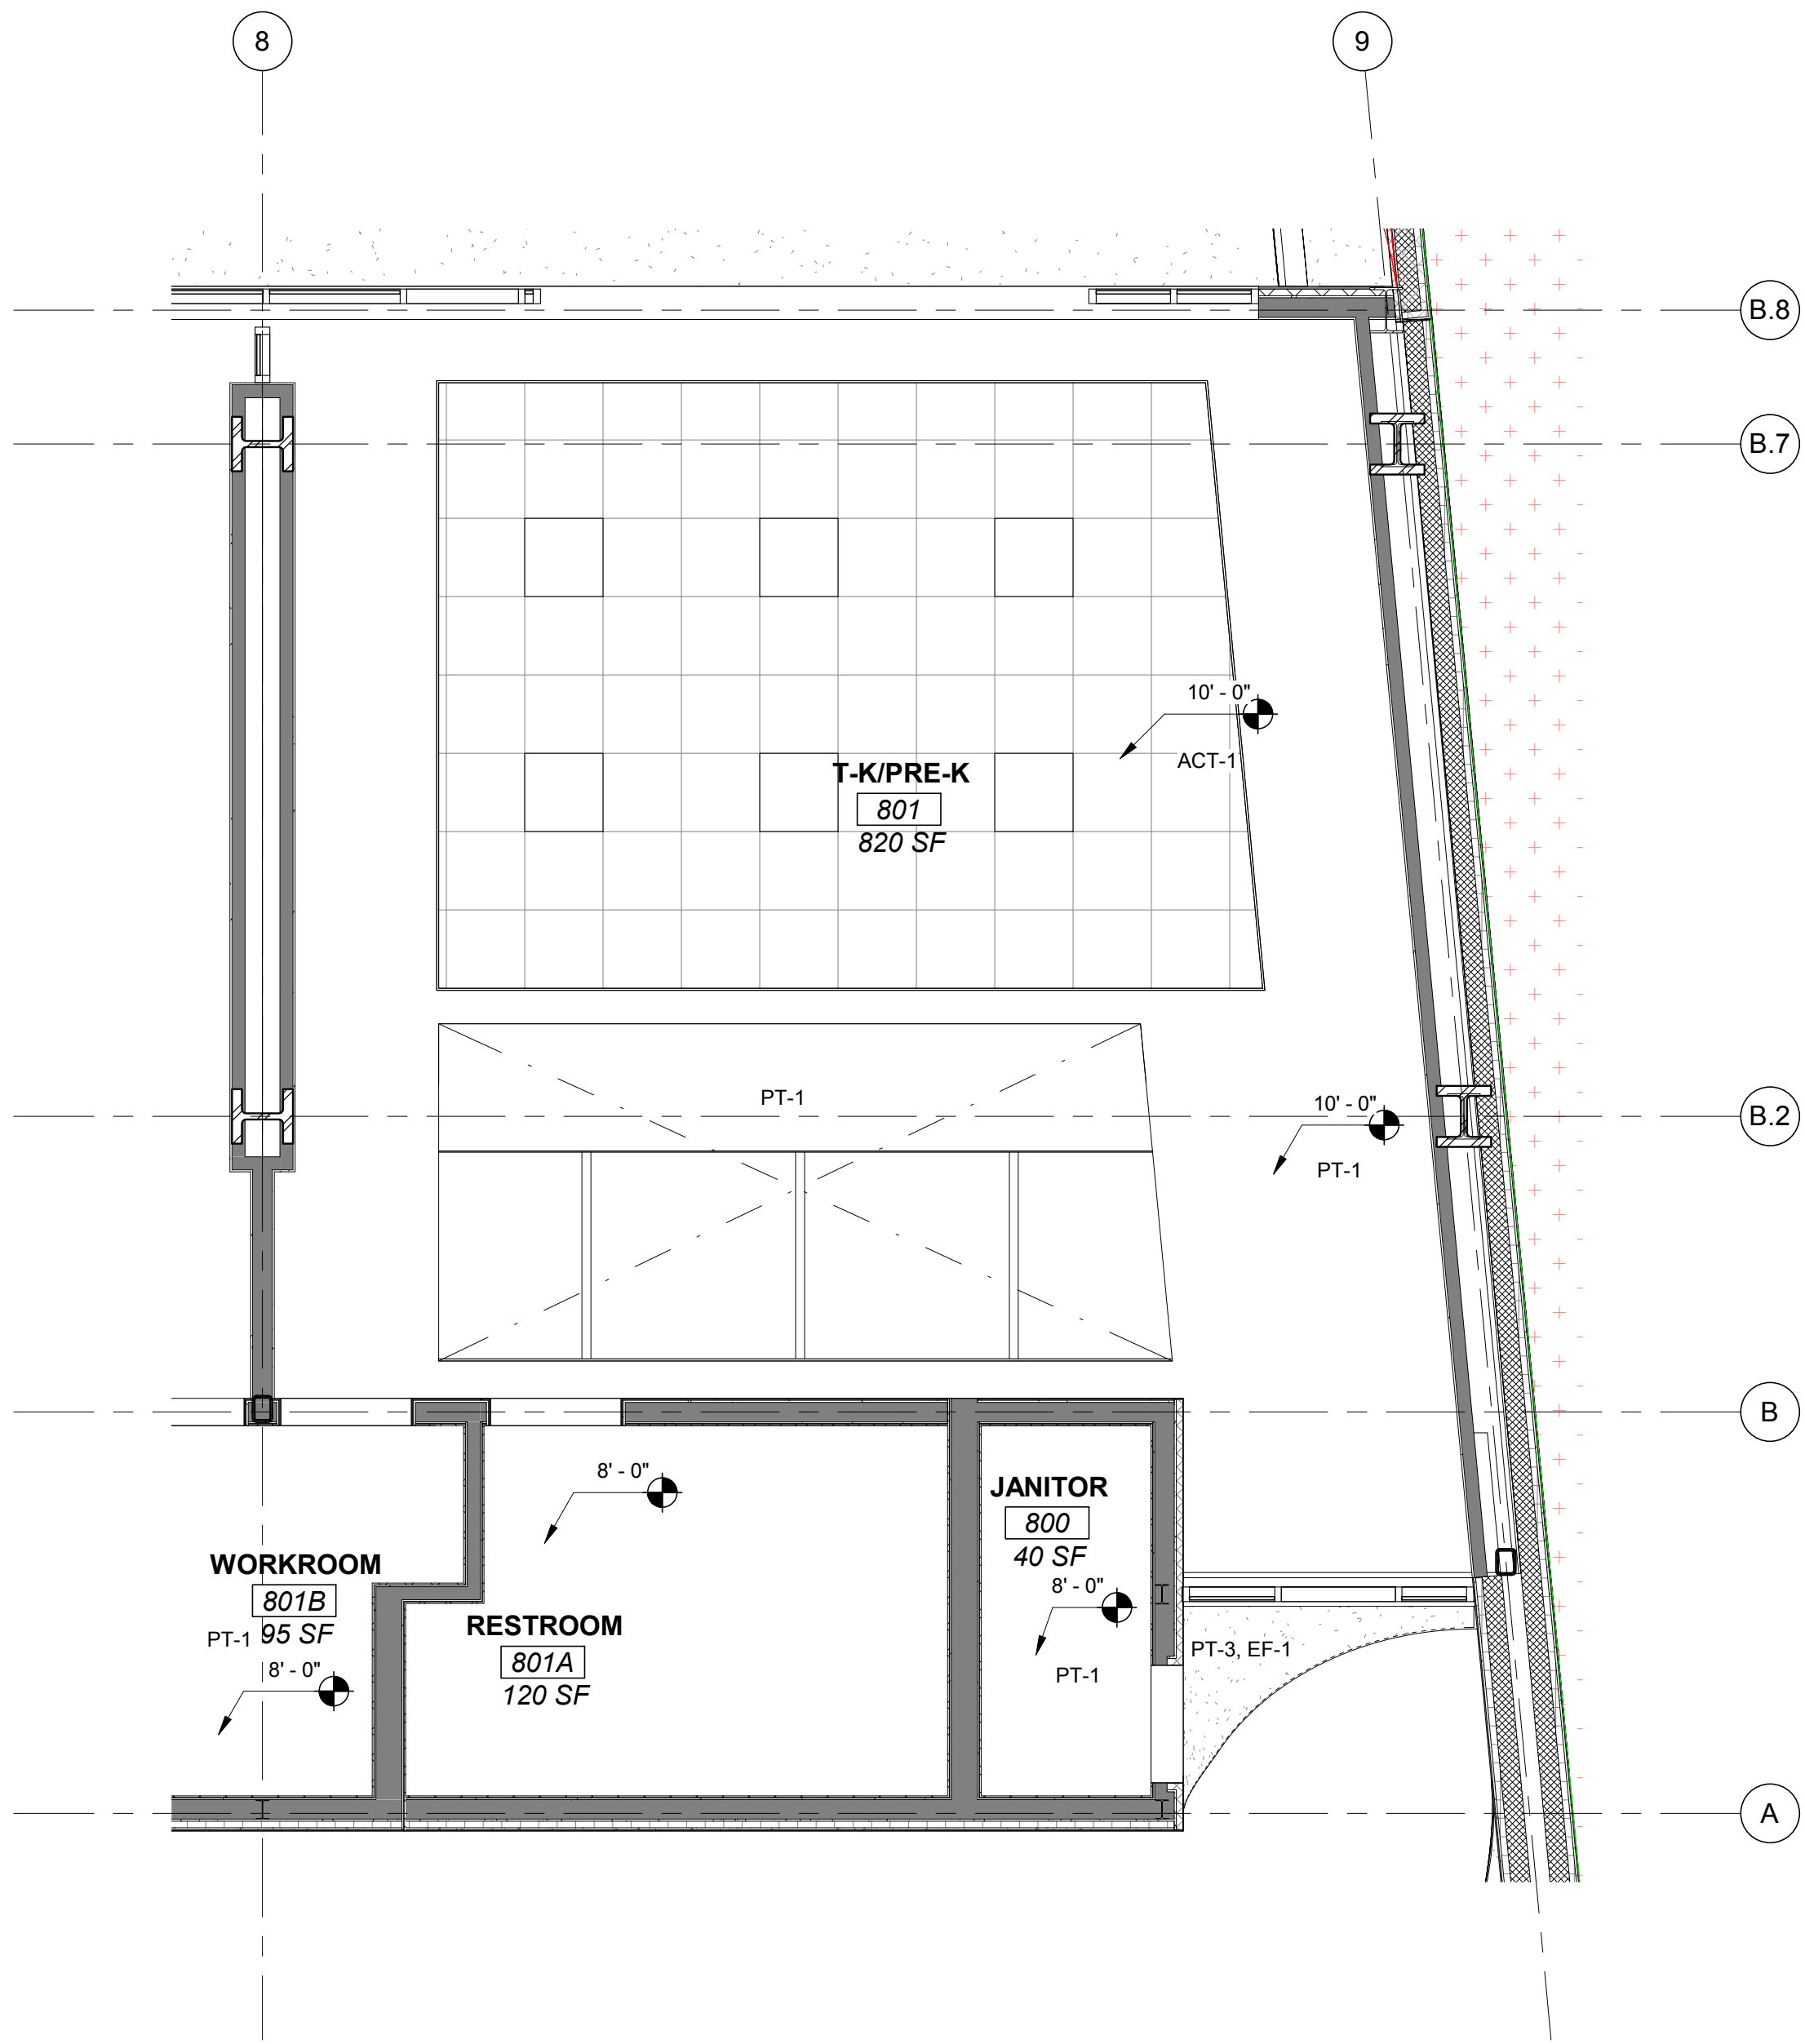 8
9
B.8
B.7
10' - 0"
ACT-1
T-K/PRE-K
801
820 SF
PT-1
10' - 0"
PT-1
B.2
B
8' - 0"
JANITOR
800
40 SF
8' - 0"
PT-1
WORKROOM
801B
95 SF
PT-1
8' - 0"
RESTROOM
801A
120 SF
PT-3, EF-1
A